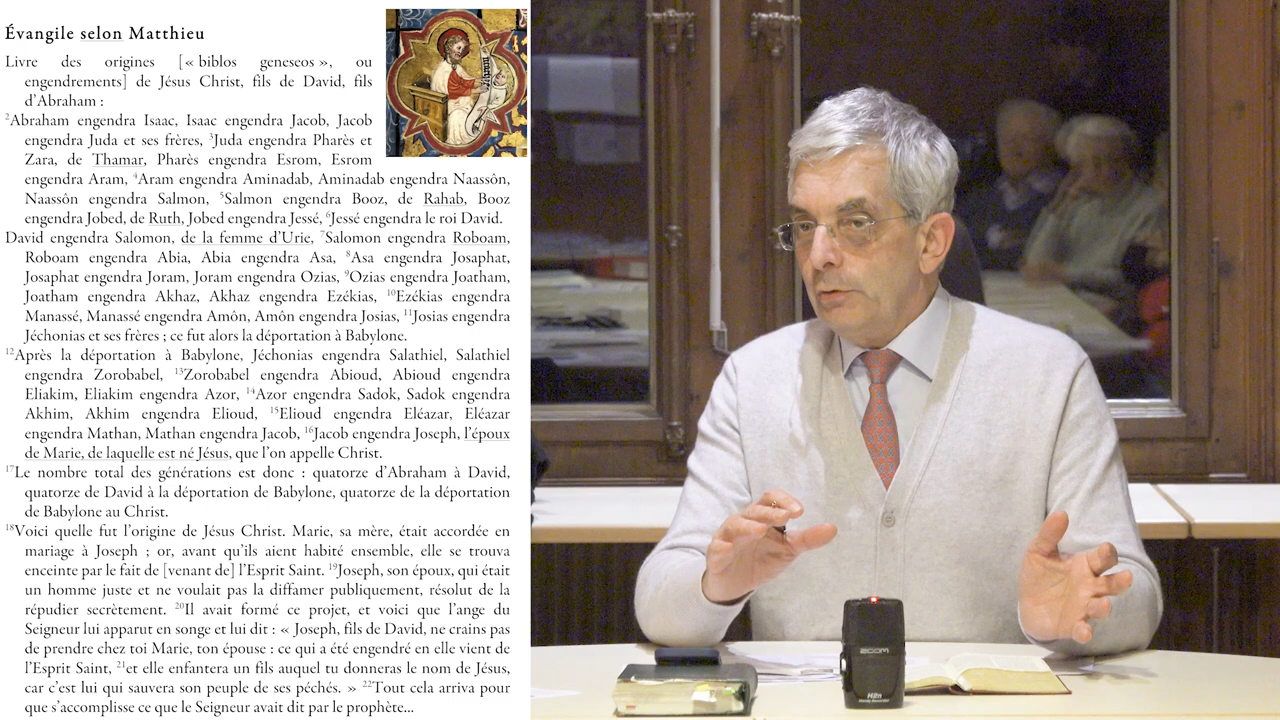 Évangile selon Matthieu
Livre des origines [« biblos geneseos », ou
engendrements] de Jésus Christ, fils de David, fils
d’Abraham :
²Abraham engendra Isaac, Isaac engendra Jacob, Jacob
engendra Juda et ses frères, ³Juda engendra Pharès et
Zara, de Thamar, Pharès engendra Esrom, Esrom
engendra Aram, ⁴Aram engendra Aminadab, Aminadab engendra Naassôn,
Naassôn engendra Salmon, ⁵Salmon engendra Booz, de Rahab, Booz
engendra Jobed, de Ruth, Jobed engendra Jessé, ⁶Jessé engendra le roi David.
David engendra Salomon, de la femme d’Urie, ⁷Salomon engendra Roboam,
Roboam engendra Abia, Abia engendra Asa, ⁸Asa engendra Josaphat,
Josaphat engendra Joram, Joram engendra Ozias, ⁹Ozias engendra Joatham,
Joatham engendra Akhaz, Akhaz engendra Ezékias, ¹⁰Ezékias engendra
Manassé, Manassé engendra Amôn, Amôn engendra Josias, ¹¹Josias engendra
Jéchonias et ses frères ; ce fut alors la déportation à Babylone.
¹²Après la déportation à Babylone, Jéchonias engendra Salathiel, Salathiel
engendra Zorobabel, ¹³Zorobabel engendra Abioud, Abioud engendra
Eliakim, Eliakim engendra Azor, ¹⁴Azor engendra Sadok, Sadok engendra
Akhim, Akhim engendra Elioud, ¹⁵Elioud engendra Eléazar, Eléazar
engendra Mathan, Mathan engendra Jacob, ¹⁶Jacob engendra Joseph, l’époux
de Marie, de laquelle est né Jésus, que l’on appelle Christ.
¹⁷Le nombre total des générations est donc : quatorze d’Abraham à David,
quatorze de David à la déportation de Babylone, quatorze de la déportation
de Babylone au Christ.
¹⁸Voici quelle fut l’origine de Jésus Christ. Marie, sa mère, était accordée en
mariage à Joseph ; or, avant qu’ils aient habité ensemble, elle se trouva
enceinte par le fait de [venant de] l’Esprit Saint. ¹⁹Joseph, son époux, qui était
un homme juste et ne voulait pas la diffamer publiquement, résolut de la
répudier secrètement. ²⁰Il avait formé ce projet, et voici que l’ange du
Seigneur lui apparut en songe et lui dit : « Joseph, fils de David, ne crains pas
de prendre chez toi Marie, ton épouse : ce qui a été engendré en elle vient de
l’Esprit Saint, ²¹et elle enfantera un fils auquel tu donneras le nom de Jésus,
car c’est lui qui sauvera son peuple de ses péchés. » ²²Tout cela arriva pour
que s’accomplisse ce que le Seigneur avait dit par le prophète...
zoom
H2n
Handy Recorder